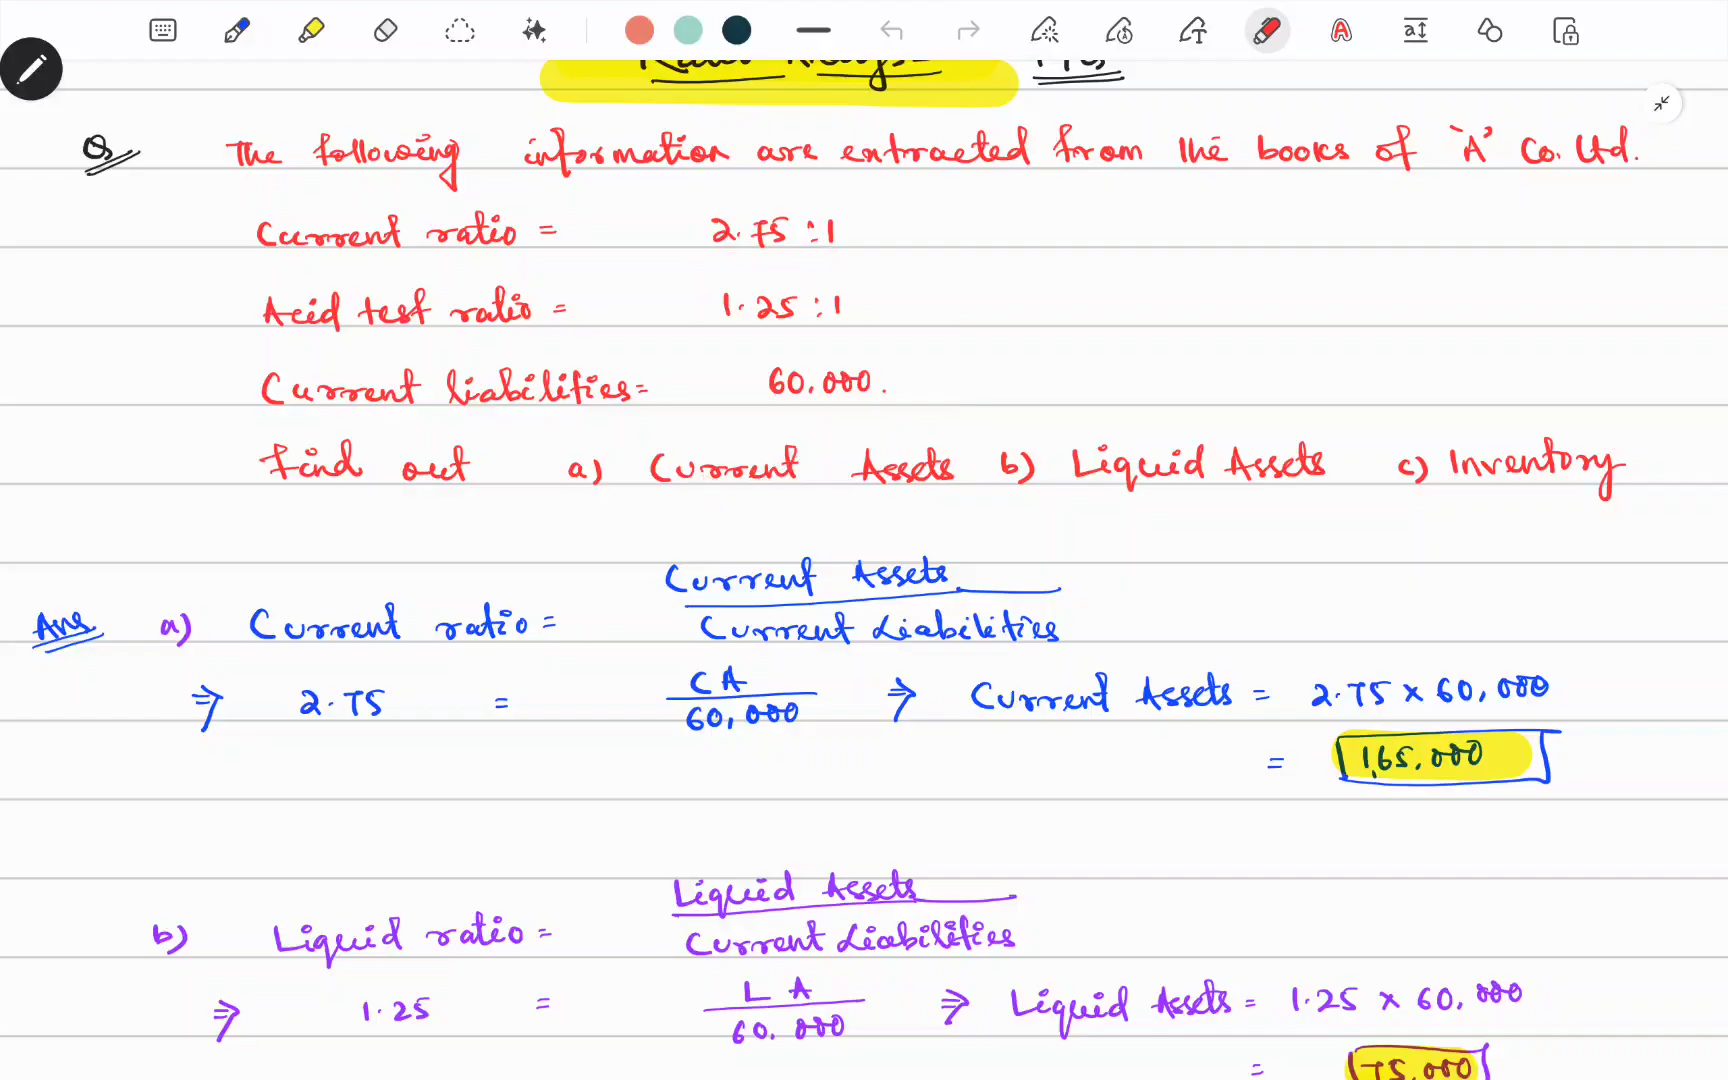 Q The following information are extracted from the books of 'A' Co. Ltd.
Current ratio = 2.75 : 1
Acid test ratio = 1.25 : 1
Current liabilities = 60,000.
Find out a) Current Assets b) Liquid Assets c) Inventory
Current Assets
Ans a) Current ratio = Current Liabilities
⇒ 2.75 = CA / 60,000 ⇒ Current Assets = 2.75 × 60,000
= 1,65,000
Liquid Assets
b) Liquid ratio = Current Liabilities
⇒ 1.25 = LA / 60,000 ⇒ Liquid Assets = 1.25 × 60,000
= 75,000